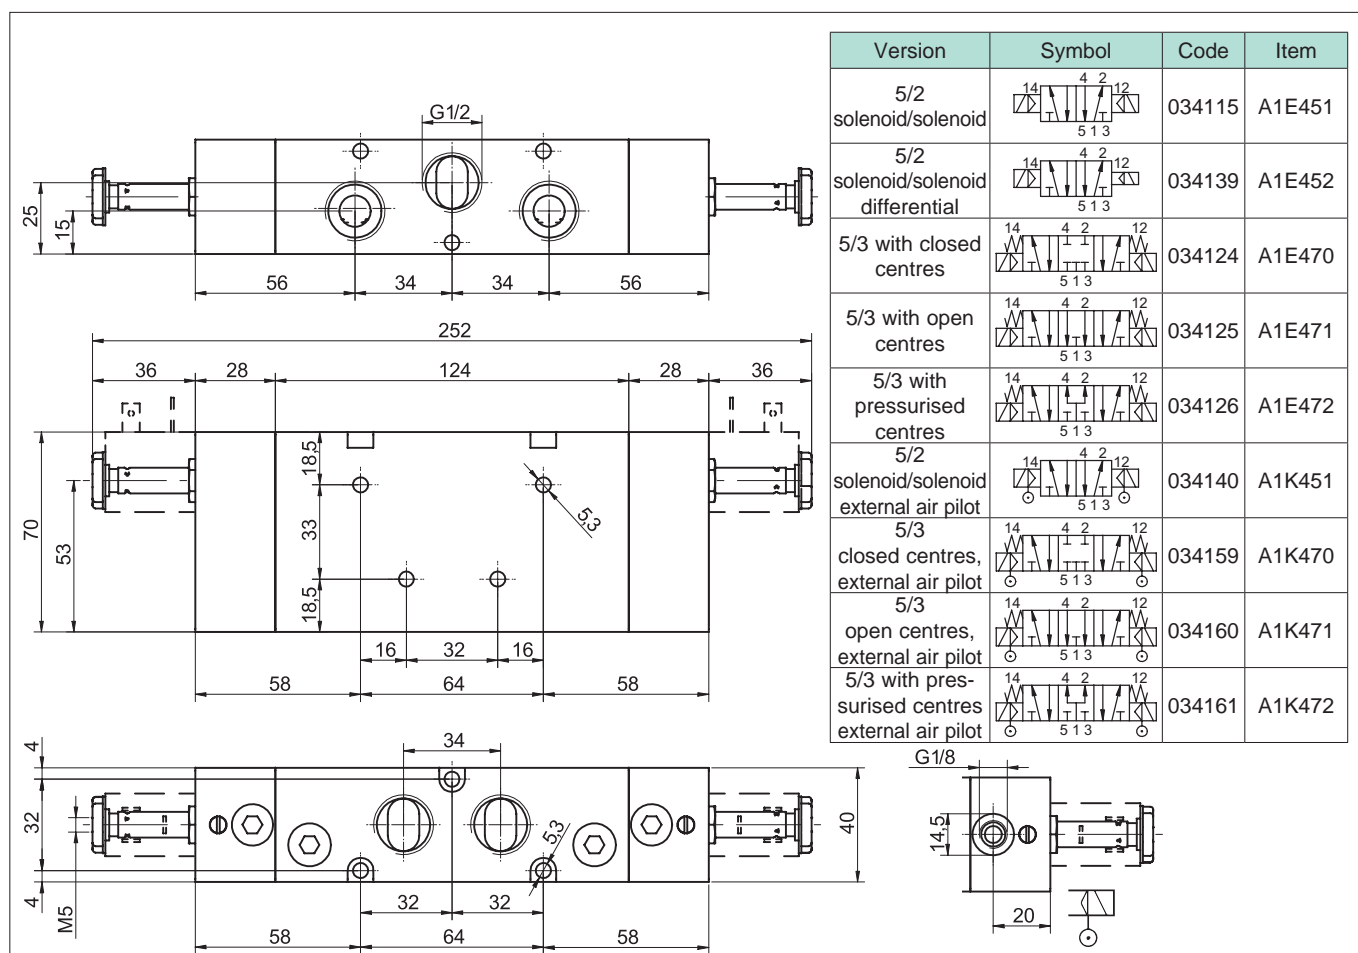 G1/2
25
15
56
34
34
56
252
36
28
124
28
36
18,5
33
18,5
5,3
70
53
16
32
16
58
64
58
34
4
32
4
M5
5,3
40
32
32
58
64
58
G1/8
14,5
20
Version Symbol Code Item
5/2
solenoid/solenoid
14 4 2 12
5 1 3
034115 A1E451
5/2
solenoid/solenoid
differential
14 4 2 12
5 1 3
034139 A1E452
5/3 with closed
centres
14 4 2 12
5 1 3
034124 A1E470
5/3 with open
centres
14 4 2 12
5 1 3
034125 A1E471
5/3 with
pressurised
centres
14 4 2 12
5 1 3
034126 A1E472
5/2
solenoid/solenoid
external air pilot
14 4 2 12
5 1 3
034140 A1K451
5/3
closed centres,
external air pilot
14 4 2 12
5 1 3
034159 A1K470
5/3
open centres,
external air pilot
14 4 2 12
5 1 3
034160 A1K471
5/3 with pres-
surised centres
external air pilot
14 4 2 12
5 1 3
034161 A1K472